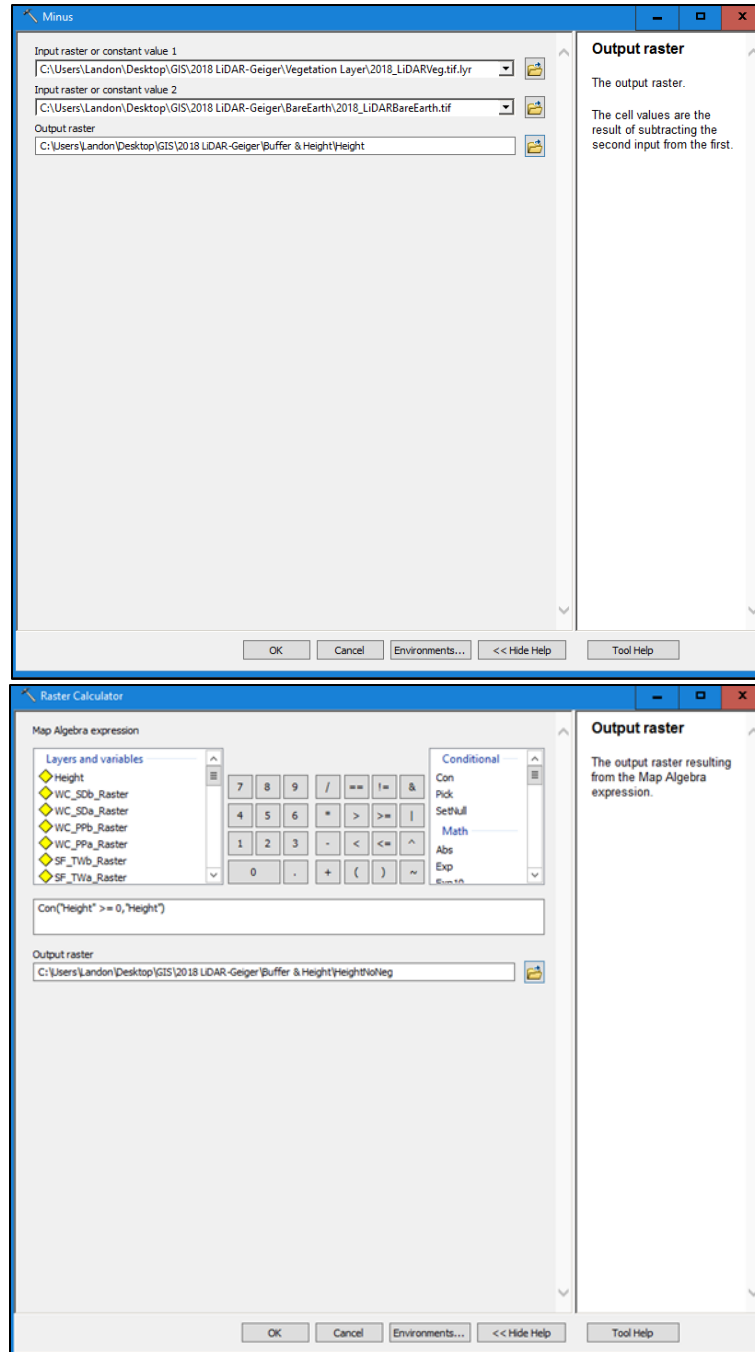 Minus
Input raster or constant value 1
C:\Users\Landon\Desktop\GIS\2018 LiDAR-Geiger\Vegetation Layer\2018_LiDARVeg.tif.lyr
Input raster or constant value 2
C:\Users\Landon\Desktop\GIS\2018 LiDAR-Geiger\BareEarth\2018_LiDARBareEarth.tif
Output raster
C:\Users\Landon\Desktop\GIS\2018 LiDAR-Geiger\Buffer & Height\Height
Output raster
The output raster.
The cell values are the
result of subtracting the
second input from the first.
OK Cancel Environments... << Hide Help Tool Help
Raster Calculator
Map Algebra expression
Layers and variables
Height
WC_SDb_Raster
WC_SDa_Raster
WC_PPb_Raster
WC_PPa_Raster
SF_TWb_Raster
SF_TWa_Raster
7 8 9 / == != &
4 5 6 * > >= |
1 2 3 - < <= ^
0 . + ( ) ~
Conditional
Con
Pick
SetNull
Math
Abs
Exp
Exp10
Con("Height" >= 0,"Height")
Output raster
C:\Users\Landon\Desktop\GIS\2018 LiDAR-Geiger\Buffer & Height\HeightNoNeg
Output raster
The output raster resulting
from the Map Algebra
expression.
OK Cancel Environments... << Hide Help Tool Help